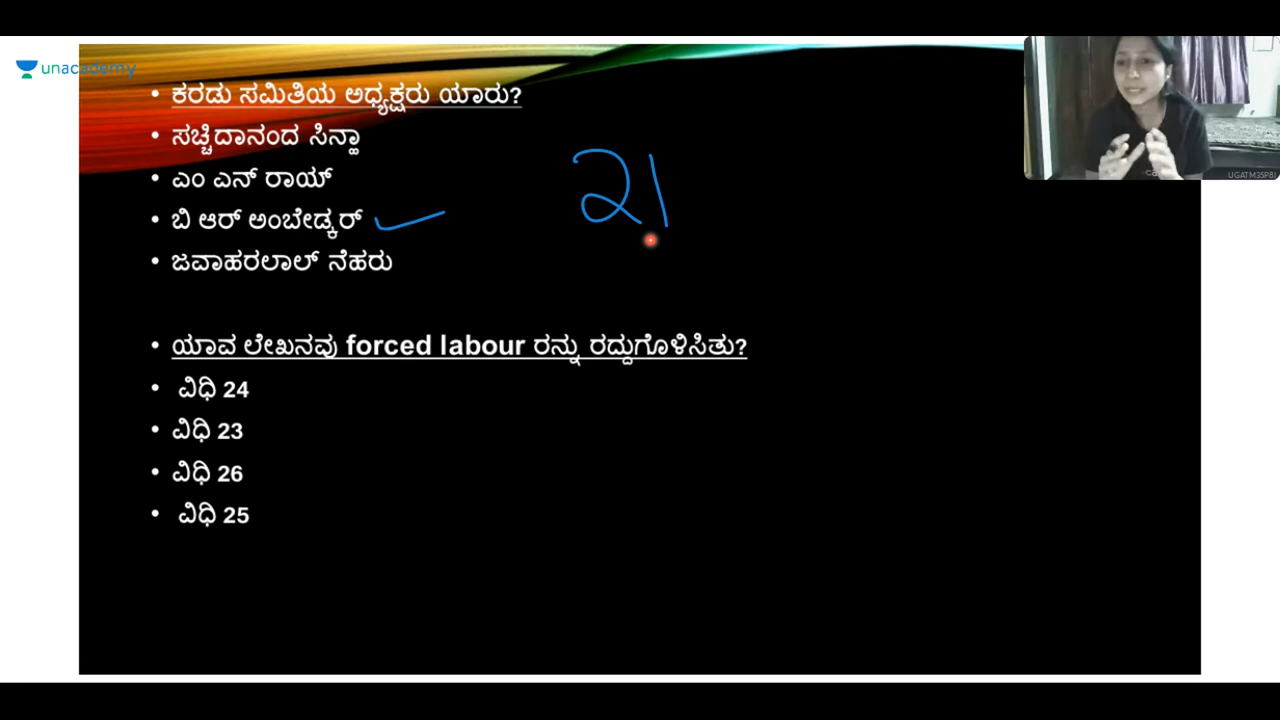 unacademy
• ಕರಡು ಸಮಿತಿಯ ಅಧ್ಯಕ್ಷರು ಯಾರು?
• ಸಚ್ಚಿದಾನಂದ ಸಿನ್ಹಾ
• ಎಂ ಎನ್ ರಾಯ್
• ಬಿ ಆರ್ ಅಂಬೇಡ್ಕರ್
• ಜವಾಹರಲಾಲ್ ನೆಹರು
21
• ಯಾವ ಲೇಖನವು forced labour ರನ್ನು ರದ್ದುಗೊಳಿಸಿತು?
• ವಿಧಿ 24
• ವಿಧಿ 23
• ವಿಧಿ 26
• ವಿಧಿ 25
UGATM35P8I